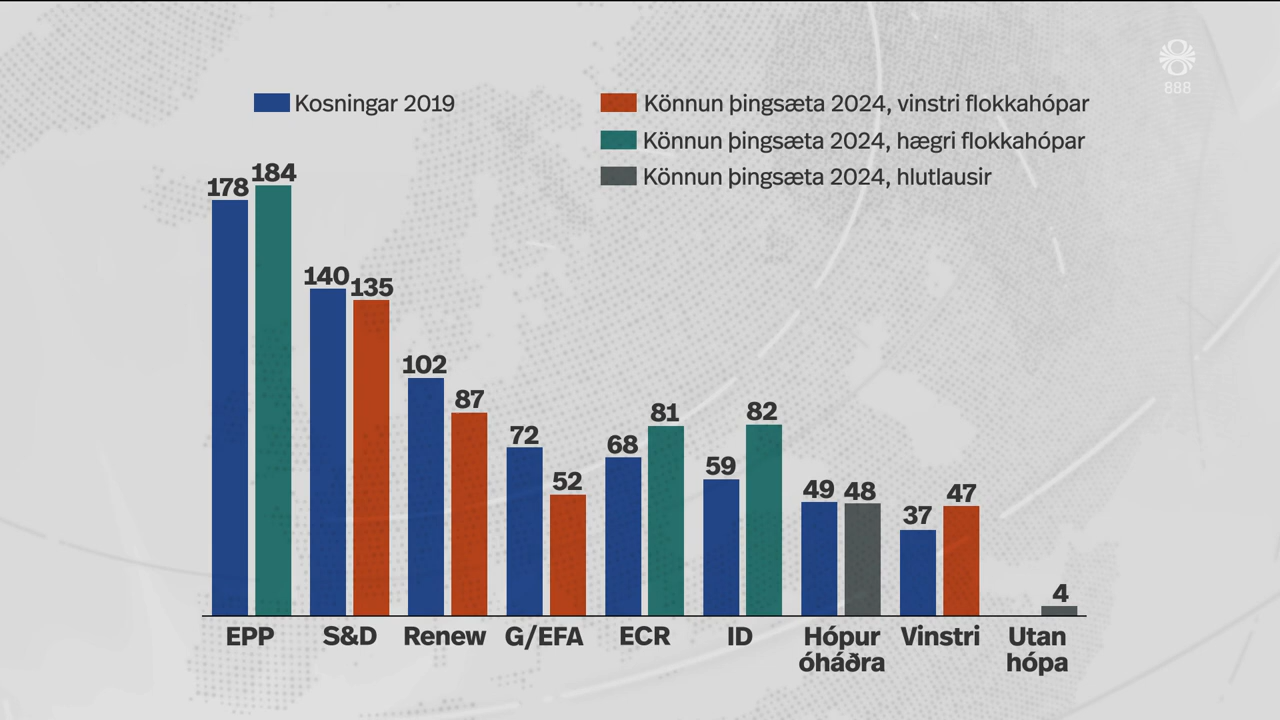 888
Kosningar 2019
Könnun þingsæta 2024, vinstri flokkahópar
Könnun þingsæta 2024, hægri flokkahópar
Könnun þingsæta 2024, hlutlausir
178 184
140 135
102 87
72 52
68 81
59 82
49 48
37 47
4
EPP S&D Renew G/EFA ECR ID Hópur Vinstri Utan
óháðra hópa